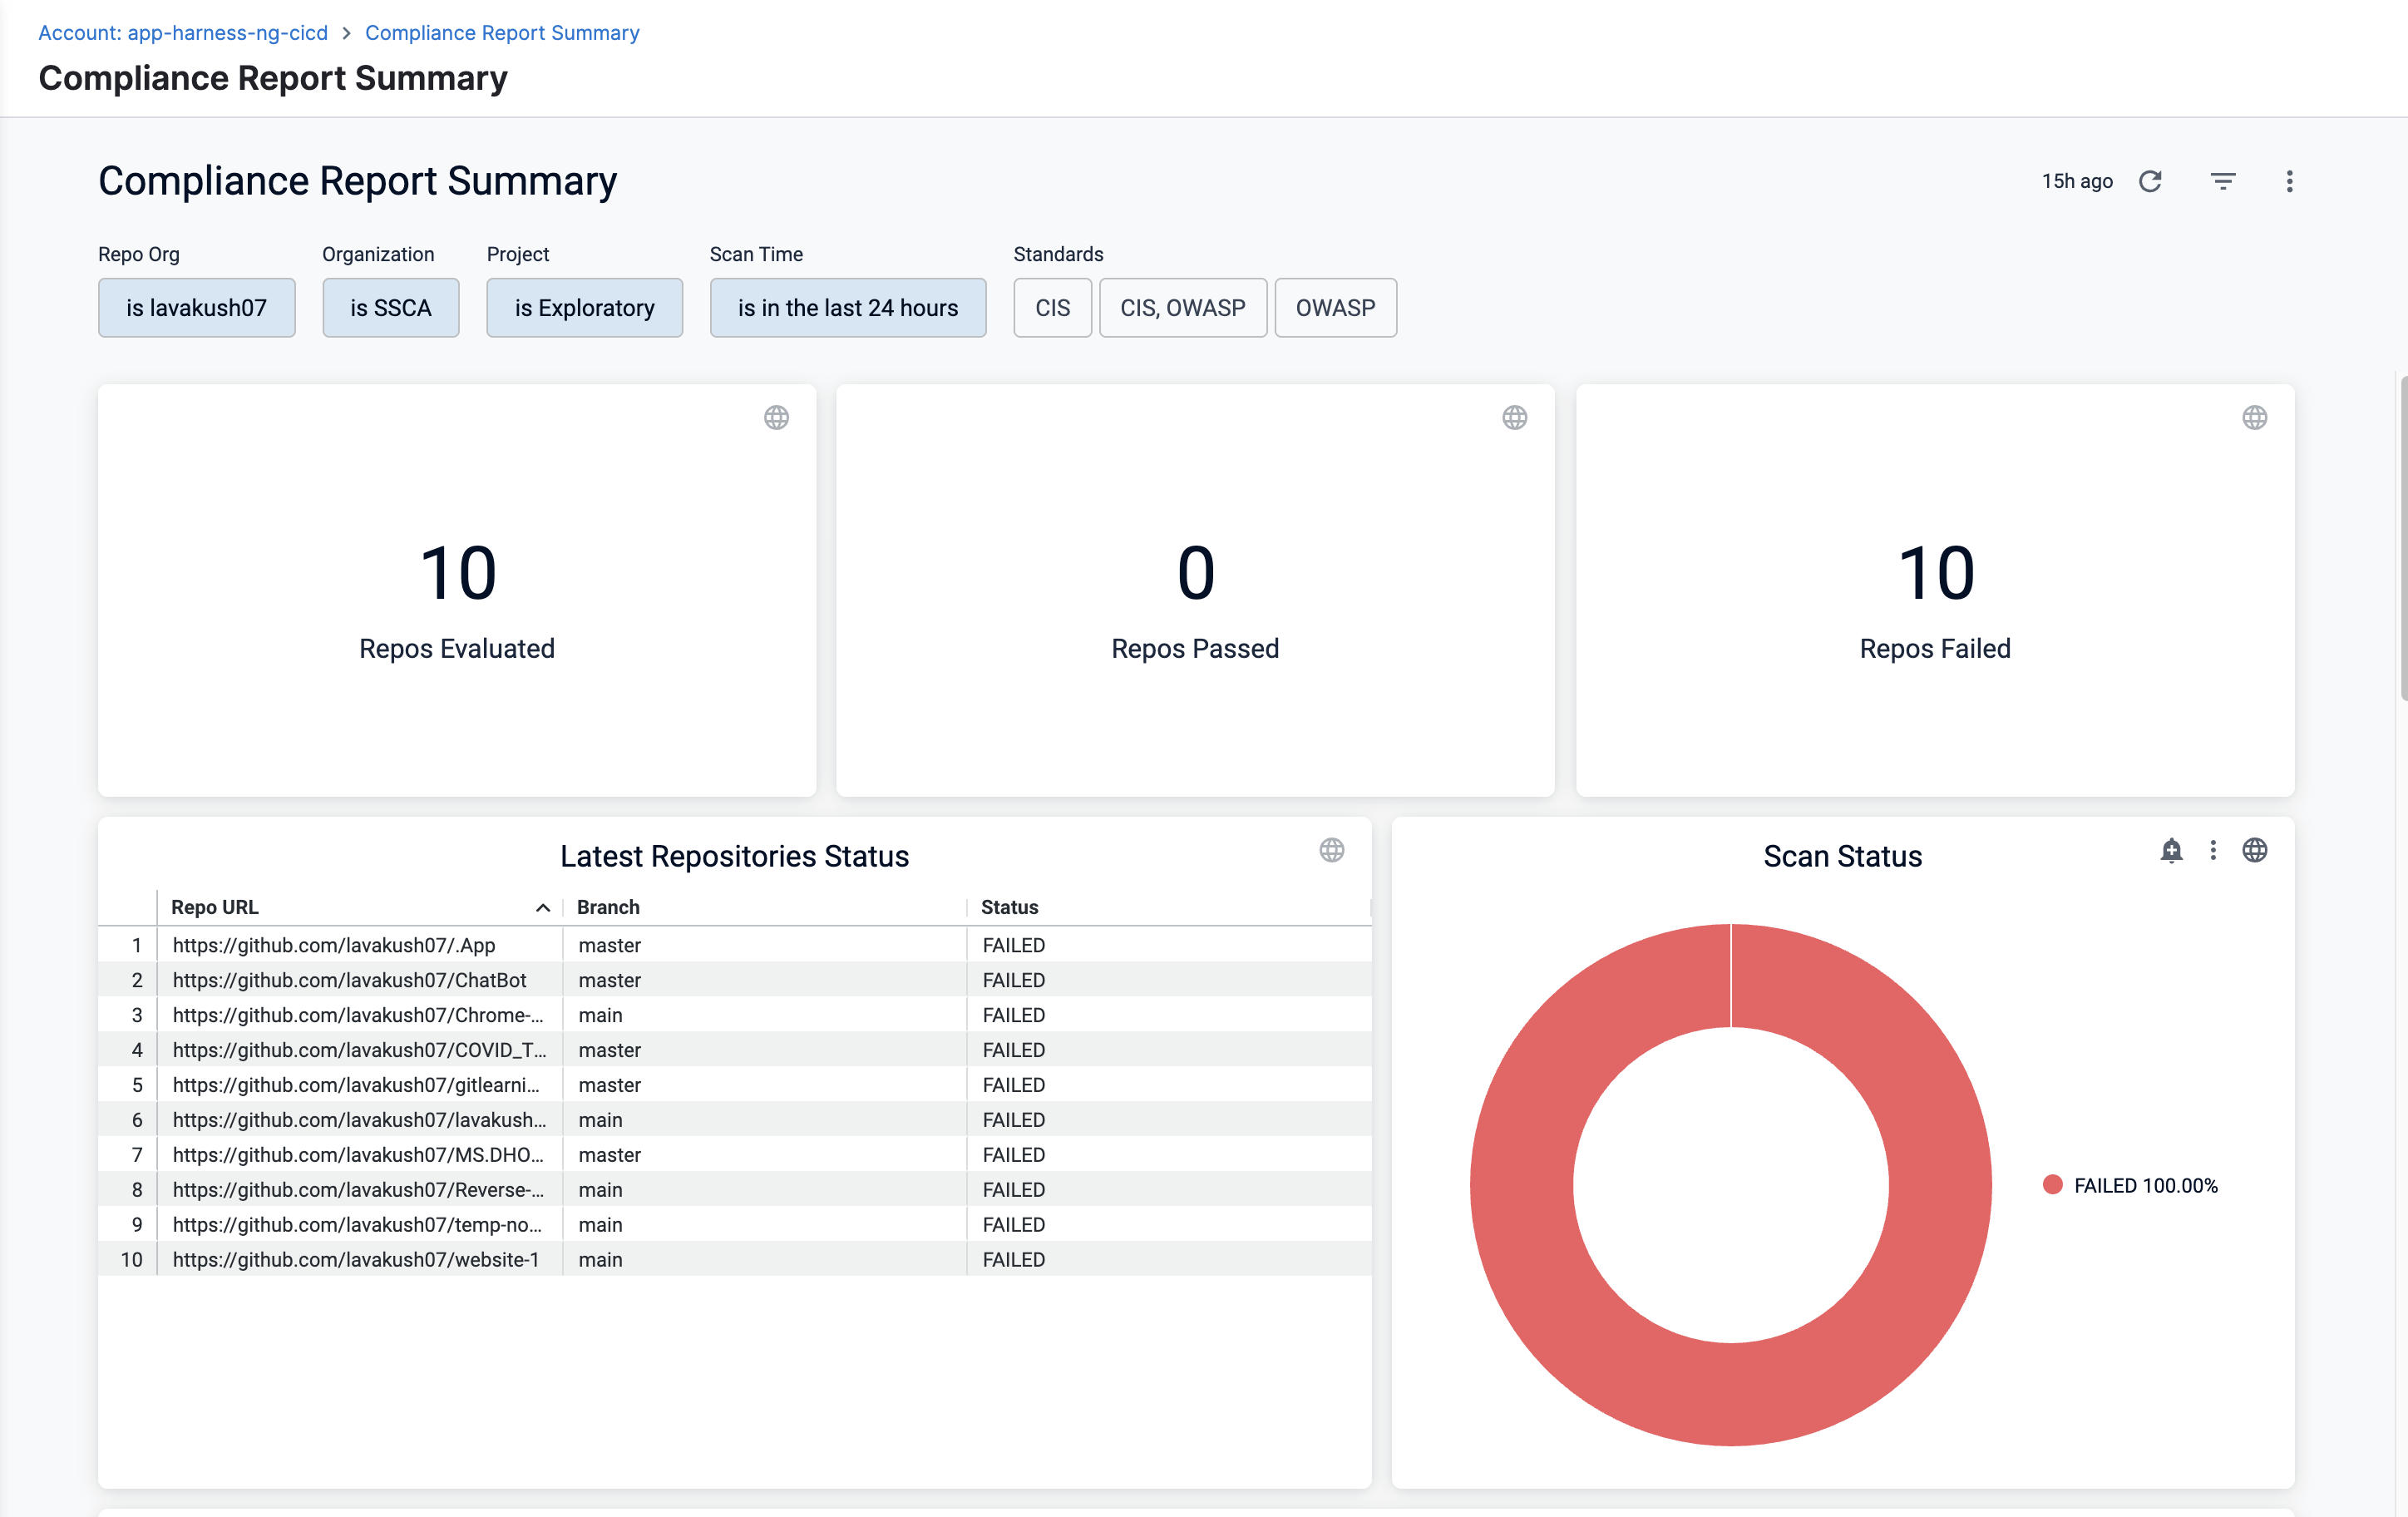 Account: app-harness-ng-cicd > Compliance Report Summary
Compliance Report Summary
Compliance Report Summary
15h ago
Repo Org Organization Project Scan Time Standards
is lavakush07 is SSCA is Exploratory is in the last 24 hours CIS CIS, OWASP OWASP
10 0 10
Repos Evaluated Repos Passed Repos Failed
Latest Repositories Status
Repo URL Branch Status
1 https://github.com/lavakush07/.App master FAILED
2 https://github.com/lavakush07/ChatBot master FAILED
3 https://github.com/lavakush07/Chrome-... main FAILED
4 https://github.com/lavakush07/COVID_T... master FAILED
5 https://github.com/lavakush07/gitlearni... master FAILED
6 https://github.com/lavakush07/lavakush... main FAILED
7 https://github.com/lavakush07/MS.DHO... master FAILED
8 https://github.com/lavakush07/Reverse-... main FAILED
9 https://github.com/lavakush07/temp-no... main FAILED
10 https://github.com/lavakush07/website-1 main FAILED
Scan Status
FAILED 100.00%